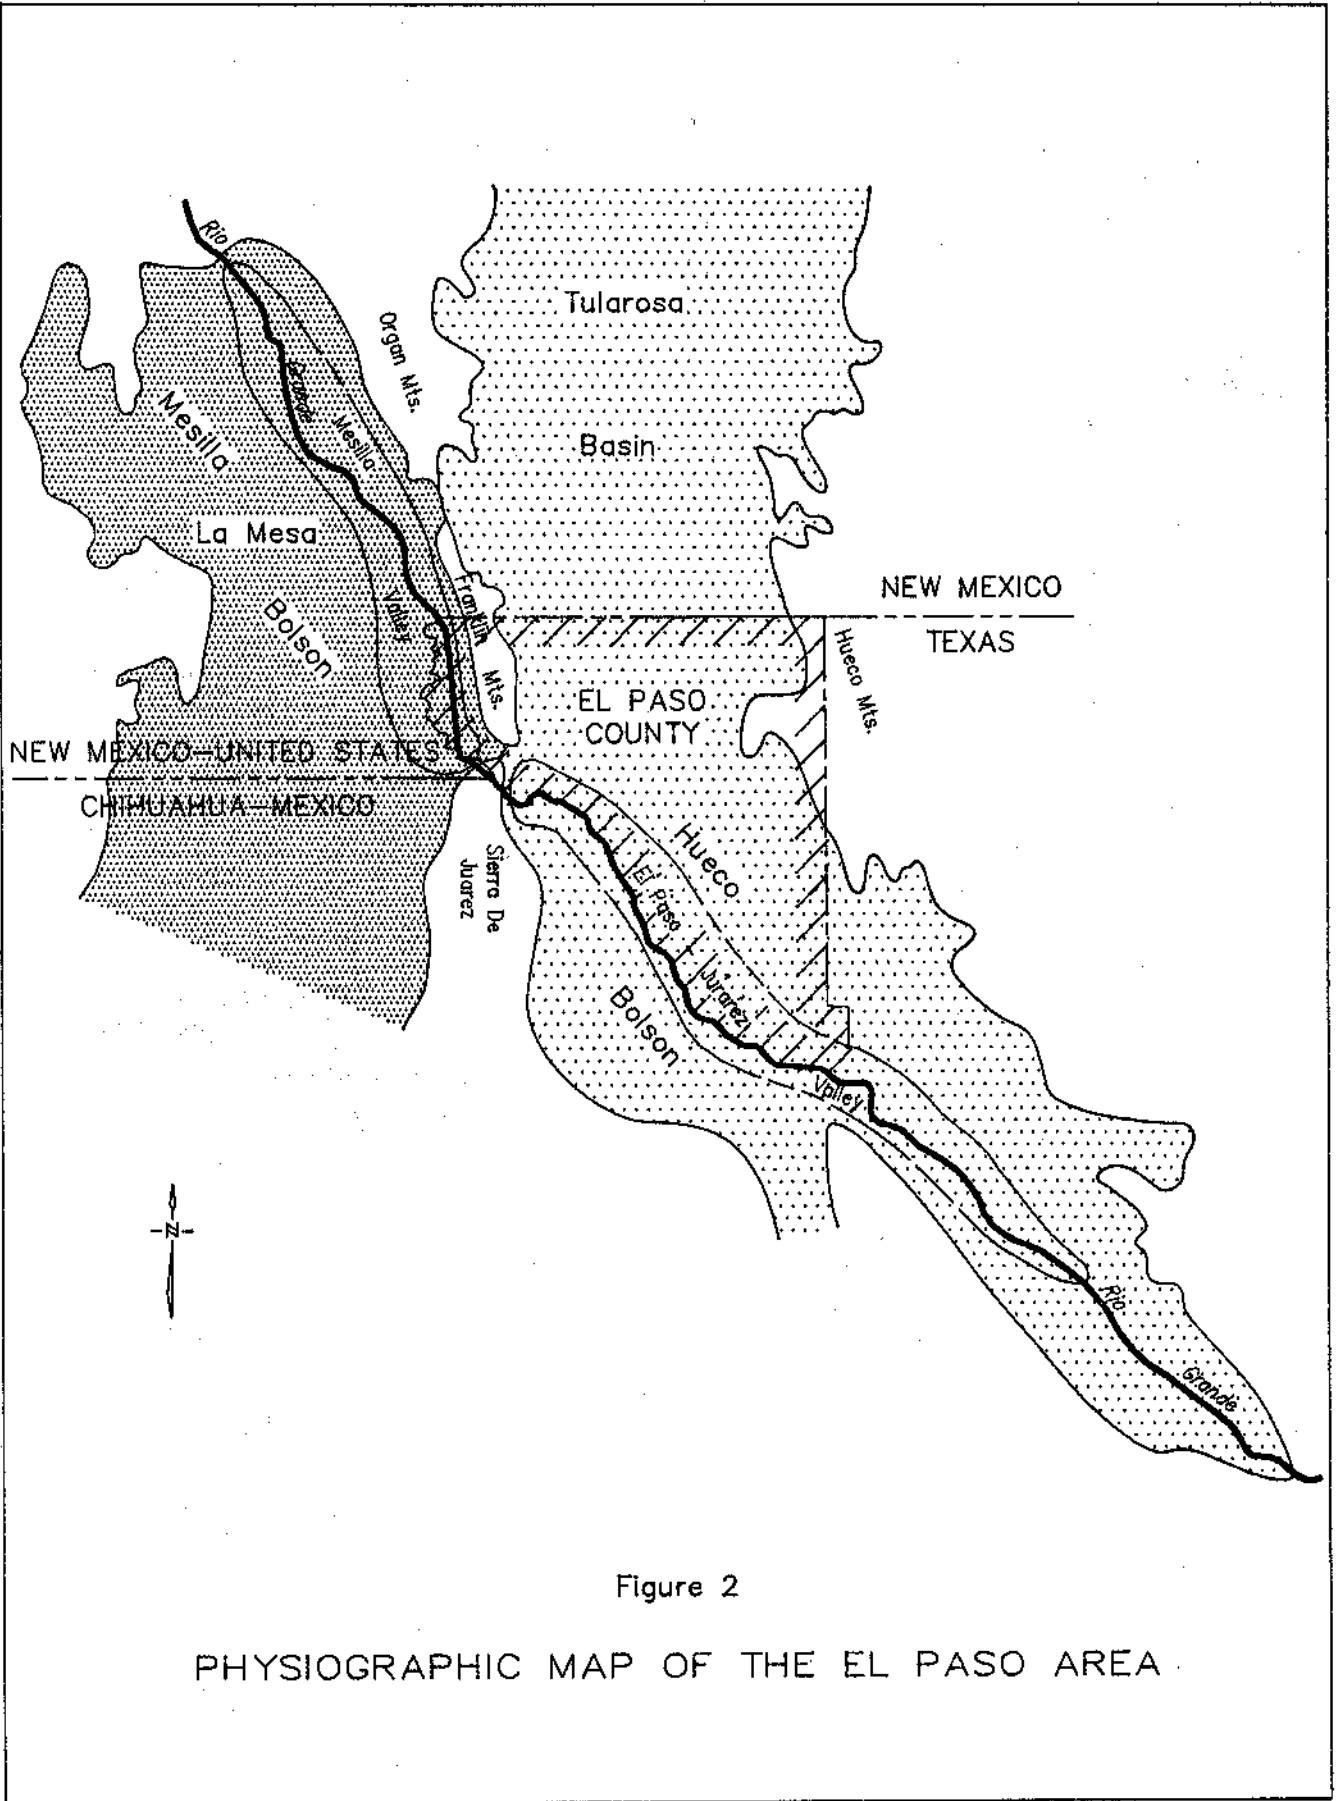 Rio
Tularosa
Organ Mts.
Grande
Mesilla
Mesilla
Basin
La Mesa
Franklin
Mts.
NEW MEXICO
TEXAS
Valley
Bolson
Hueco Mts.
EL PASO
COUNTY
NEW MEXICO-UNITED STATES
CHIHUAHUA-MEXICO
Hueco
Sierra De
Juarez
El Paso
Jurarez
Bolson
Valley
N
Rio
Grande
Figure 2
PHYSIOGRAPHIC MAP OF THE EL PASO AREA